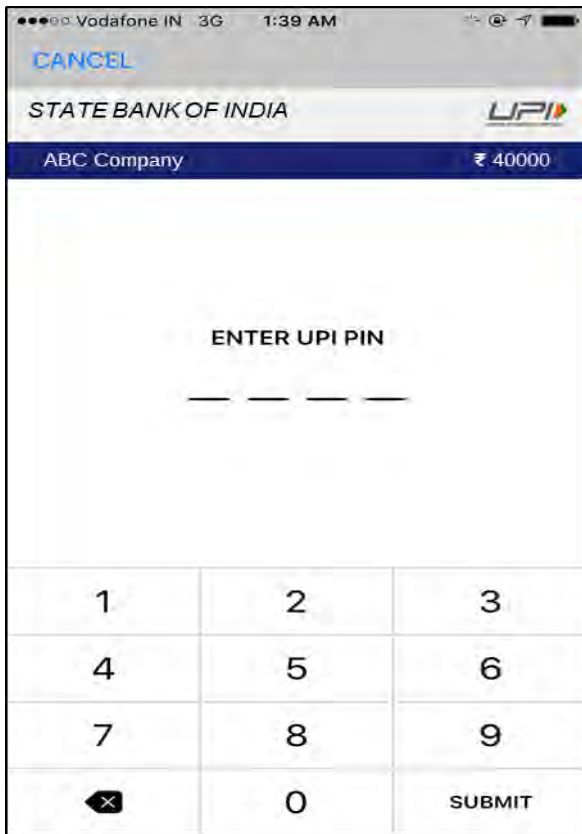 Vodafone IN 3G 1:39 AM
CANCEL
STATE BANK OF INDIA UPI
ABC Company ₹ 40000
ENTER UPI PIN
1 2 3
4 5 6
7 8 9
0 SUBMIT